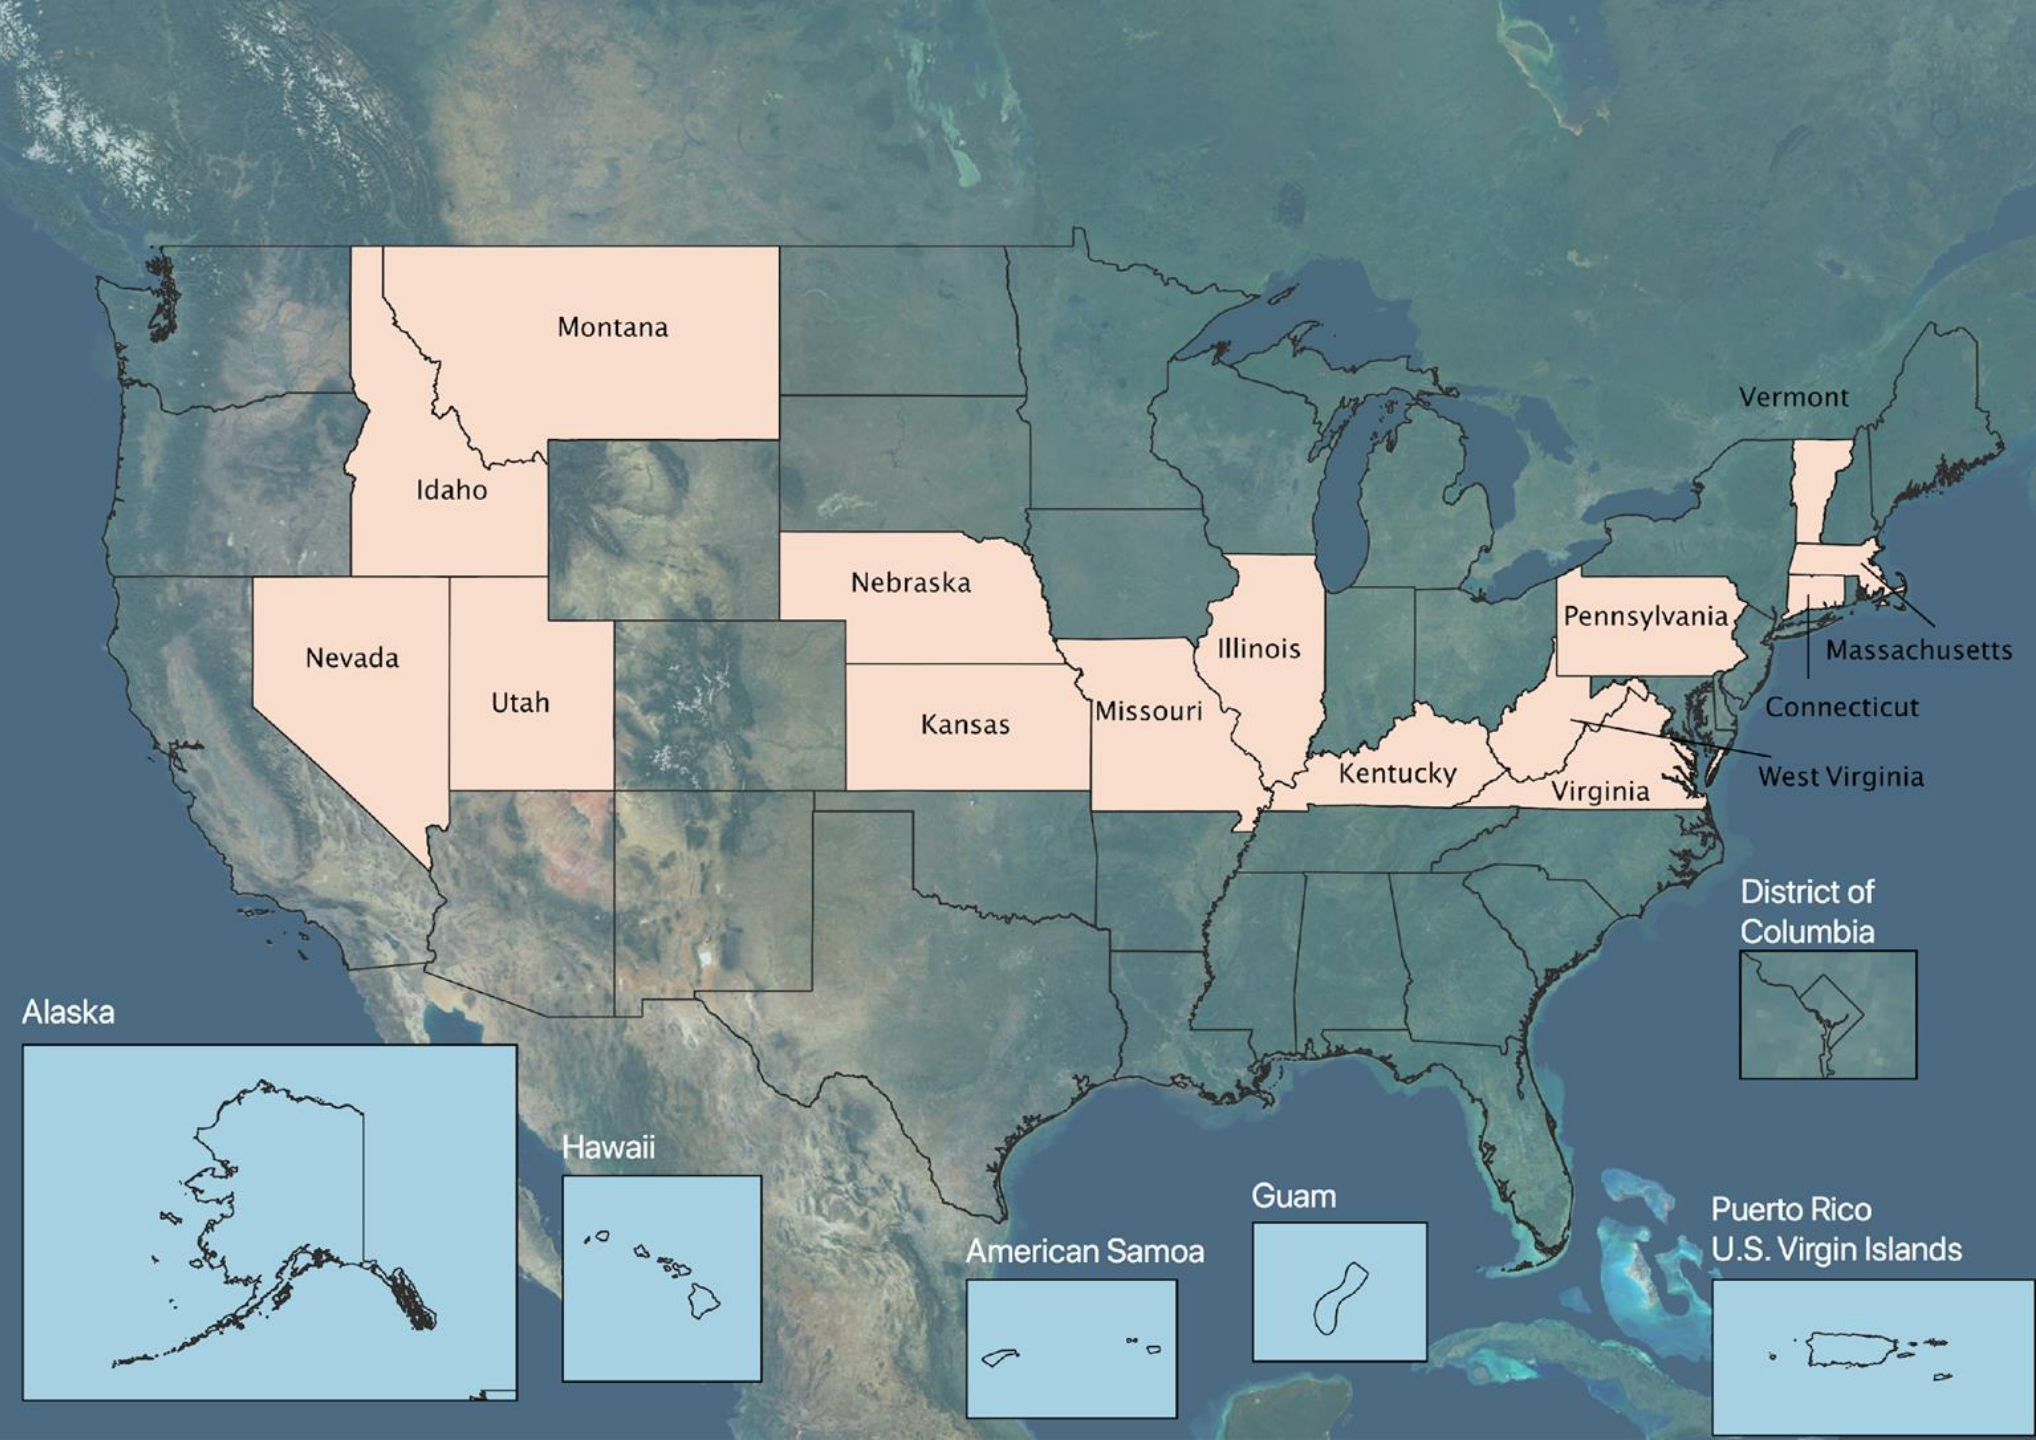 Montana
Vermont
Idaho
Nebraska
Pennsylvania
Illinois
Massachusetts
Nevada
Utah
Missouri
Connecticut
Kansas
Kentucky
West Virginia
Virginia
District of
Columbia
Alaska
Hawaii
Guam
Puerto Rico
U.S. Virgin Islands
American Samoa